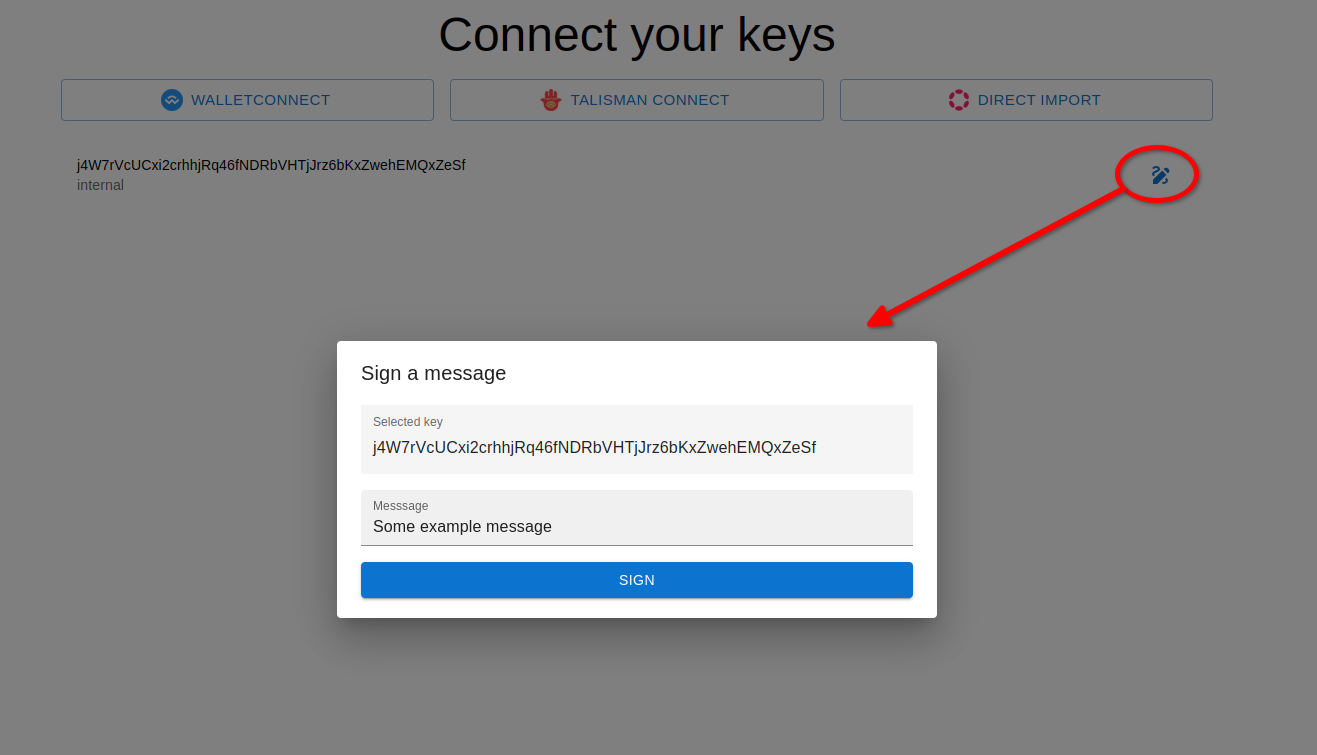 Connect your keys
WALLETCONNECT
TALISMAN CONNECT
DIRECT IMPORT
j4W7rVcUCxi2crhhjRq46fNDRbVHTjJrz6bKxZwehEMQxZeSf
internal
Sign a message
Selected key
j4W7rVcUCxi2crhhjRq46fNDRbVHTjJrz6bKxZwehEMQxZeSf
Messsage
Some example message
SIGN